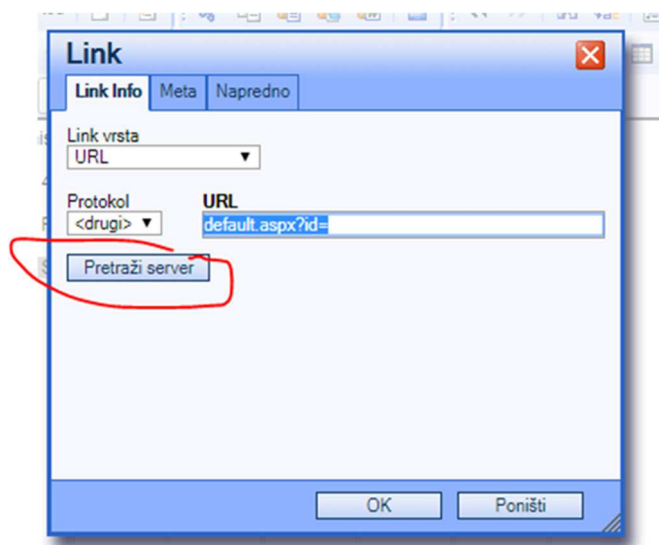 Link
Link Info Meta Napredno
Link vrsta
URL
Protokol URL
<drugi> default.aspx?id=
Pretraži server
OK Poništi